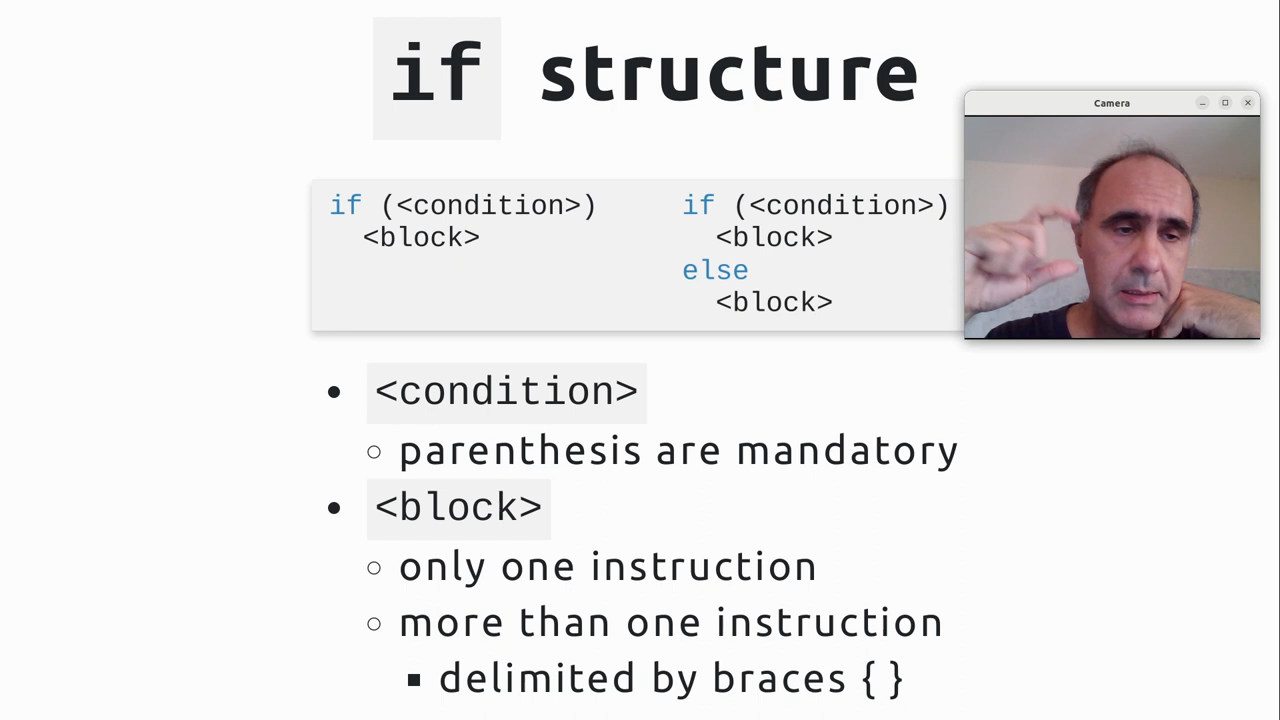 if structure
Camera
if (<condition>)
<block>
if (<condition>)
<block>
else
<block>
• <condition>
○ parenthesis are mandatory
• <block>
○ only one instruction
○ more than one instruction
▪ delimited by braces { }